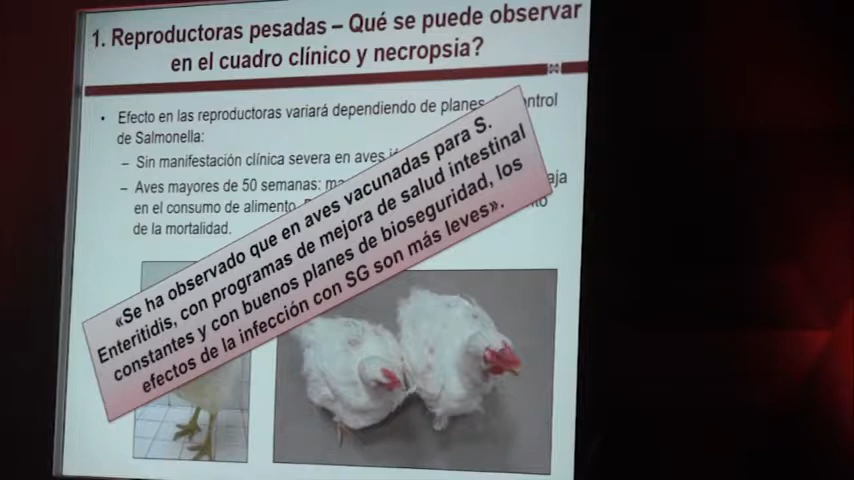 1. Reproductoras pesadas – Qué se puede observar
en el cuadro clínico y necropsia?
• Efecto en las reproductoras variará dependiendo de planes
de Salmonella:
– Sin manifestación clínica severa en aves
– Aves mayores de 50 semanas:
en el consumo de alimento.
de la mortalidad.
«Se ha observado que en aves vacunadas para S.
Enteritidis, con programas de mejora de salud intestinal
constantes y con buenos planes de bioseguridad, los
efectos de la infección con SG son más leves».